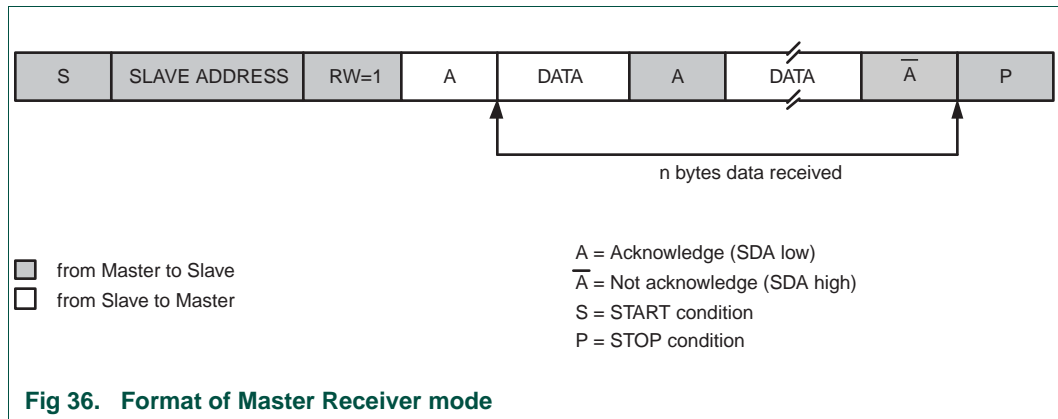 S SLAVE ADDRESS RW=1 A DATA A DATA A P
n bytes data received
from Master to Slave
from Slave to Master
A = Acknowledge (SDA low)
A = Not acknowledge (SDA high)
S = START condition
P = STOP condition
Fig 36. Format of Master Receiver mode